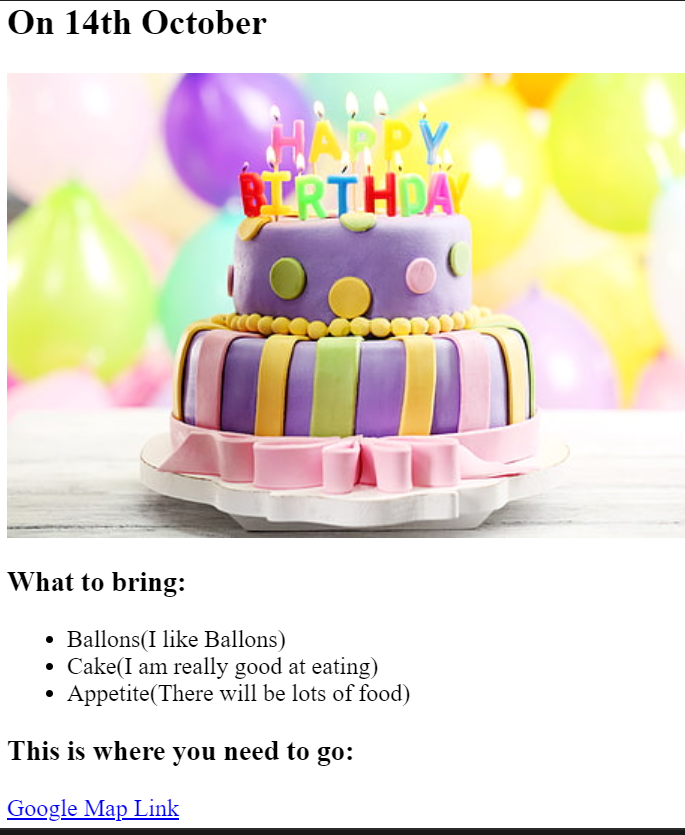 On 14th October
HAPPY
BIRTHDAY
What to bring:
Ballons(I like Ballons)
Cake(I am really good at eating)
Appetite(There will be lots of food)
This is where you need to go:
Google Map Link